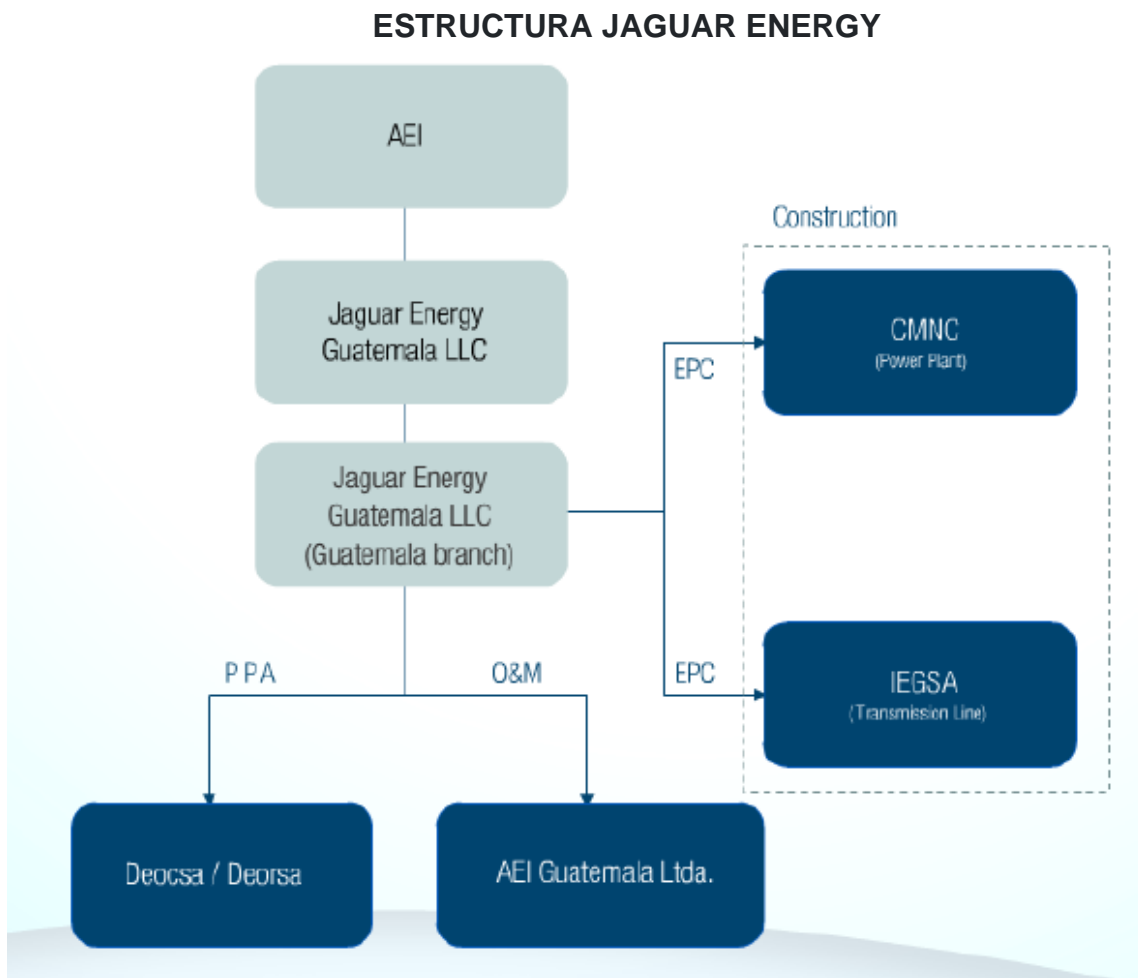 ESTRUCTURA JAGUAR ENERGY
AEI
Construction
Jaguar Energy
Guatemala LLC
CMNC
(Power Plant)
EPC
Jaguar Energy
Guatemala LLC
(Guatemala branch)
PPA
O&M
EPC
IEGSA
(Transmission Line)
Deocsa / Deorsa
AEI Guatemala Ltda.